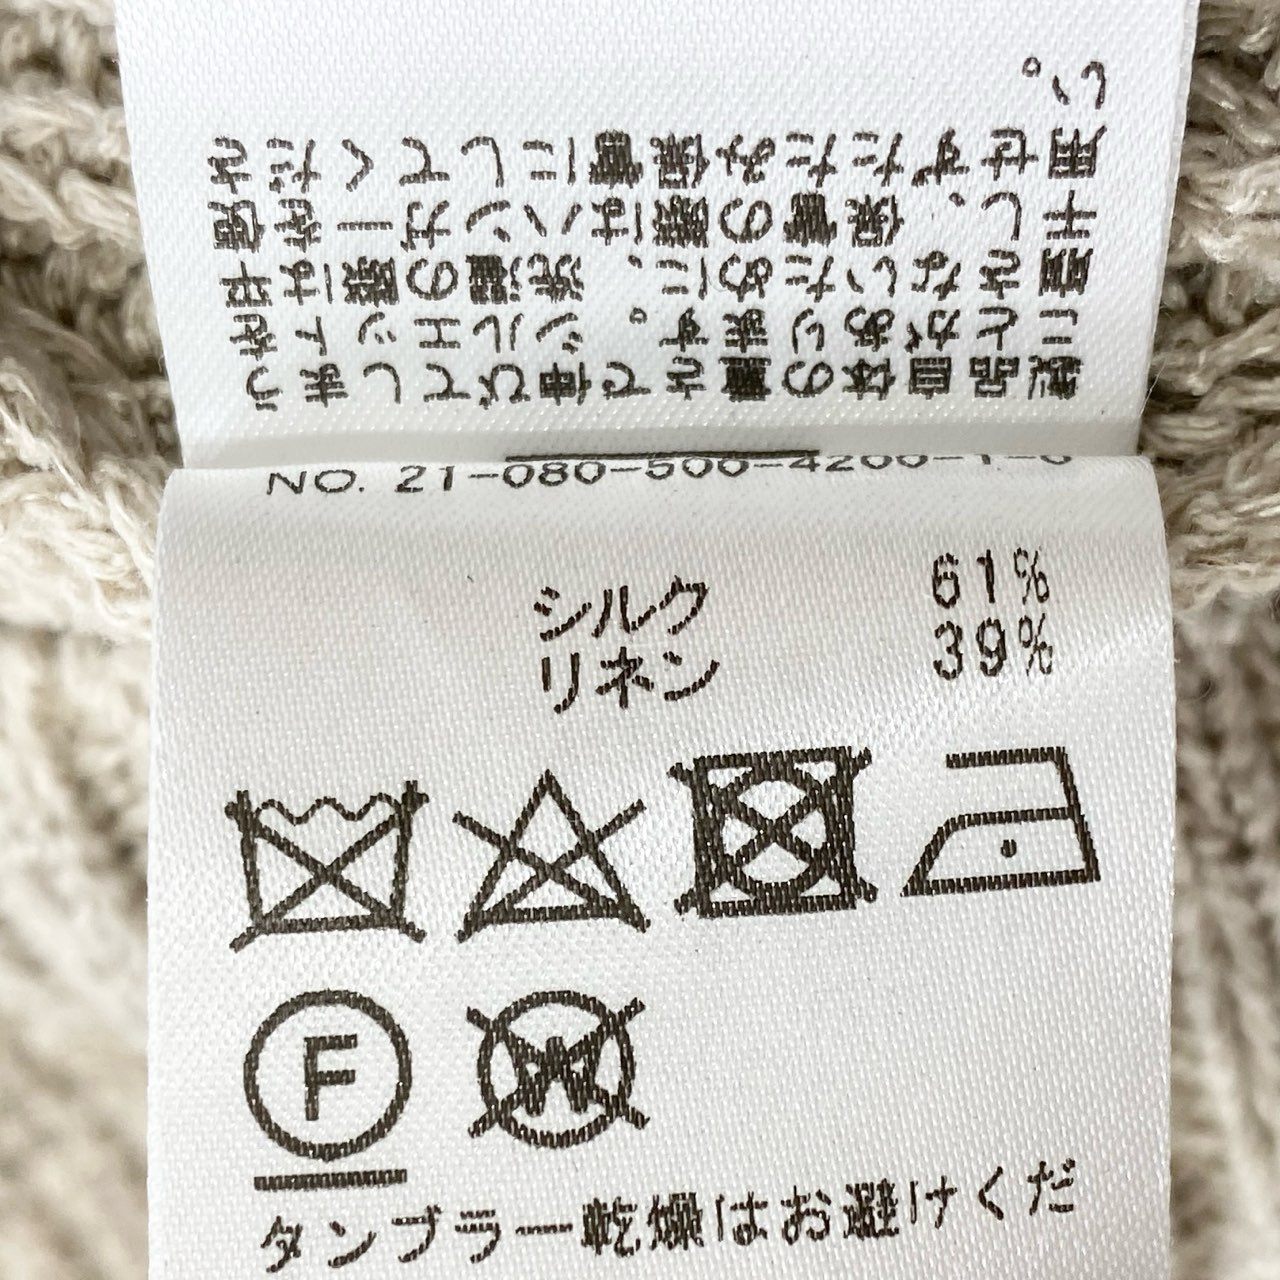 製品自体の重さで伸びてしまう
ことがあります。シルエットを
崩さないために、洗濯の際は平
干し、保管の際はハンガーを使
用せずたたみ保管にしてくださ
い。
NO. 21-080-500-4200-1-
シルク 61%
リネン 39%
F W
タンブラー乾燥はお避けくだ